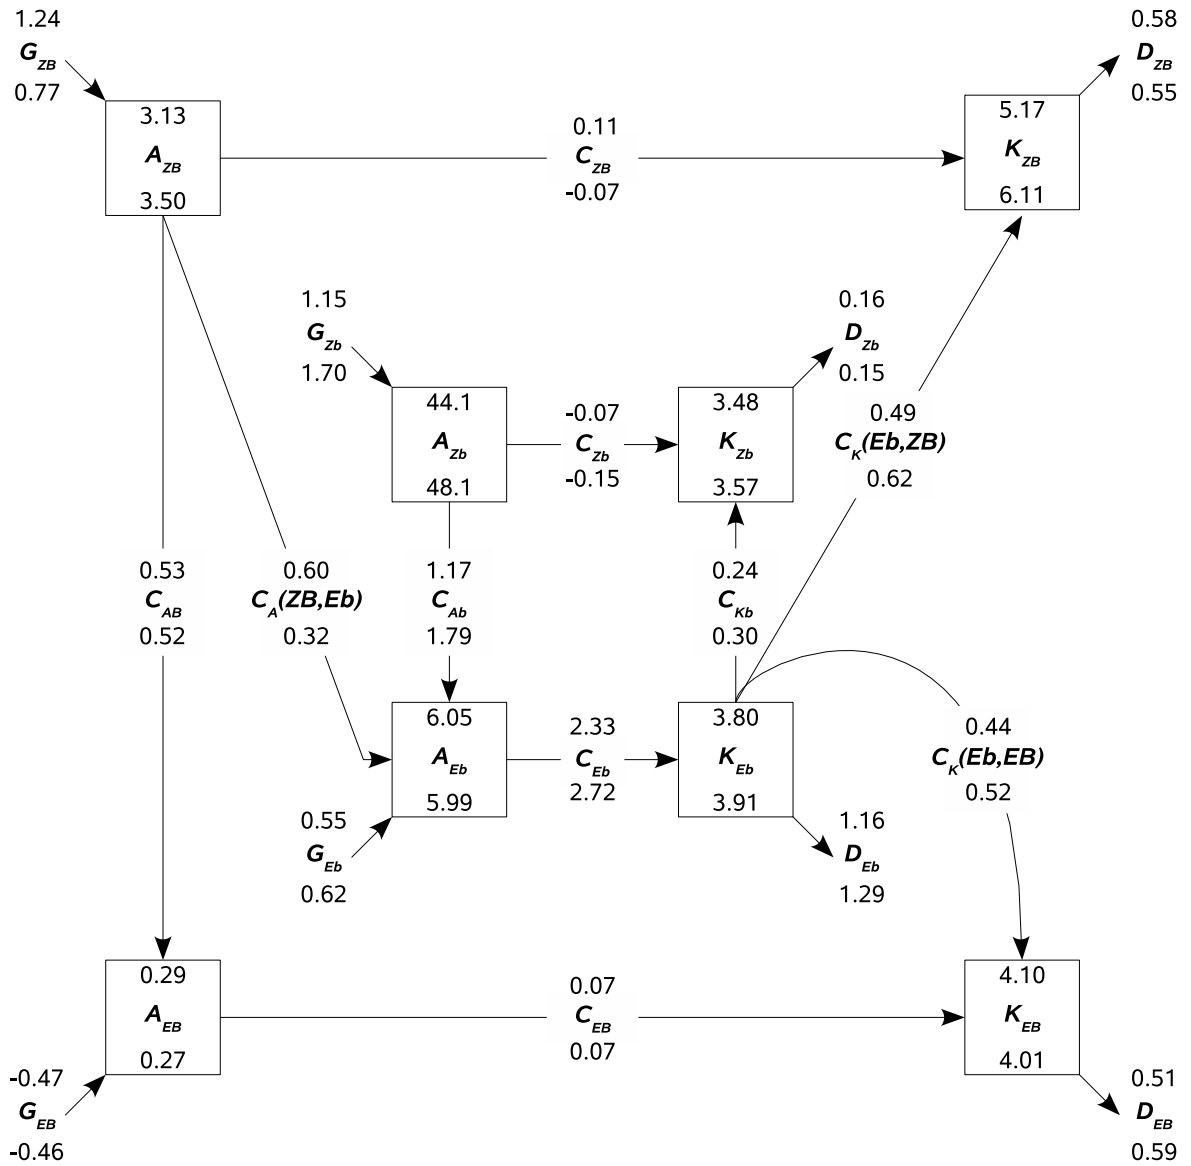 1.24
G_ZB
0.77
0.58
D_ZB
0.55
3.13
A_ZB
3.50
0.11
C_ZB
-0.07
5.17
K_ZB
6.11
1.15
G_Zb
1.70
0.16
D_Zb
0.15
44.1
A_Zb
48.1
-0.07
C_Zb
-0.15
3.48
K_Zb
3.57
0.49
C_K(Eb,ZB)
0.62
0.53
C_AB
0.52
0.60
C_A(ZB,Eb)
0.32
1.17
C_Ab
1.79
0.24
C_Kb
0.30
6.05
A_Eb
5.99
2.33
C_Eb
2.72
3.80
K_Eb
3.91
0.44
C_K(Eb,EB)
0.52
0.55
G_Eb
0.62
1.16
D_Eb
1.29
0.29
A_EB
0.27
0.07
C_EB
0.07
4.10
K_EB
4.01
-0.47
G_EB
-0.46
0.51
D_EB
0.59